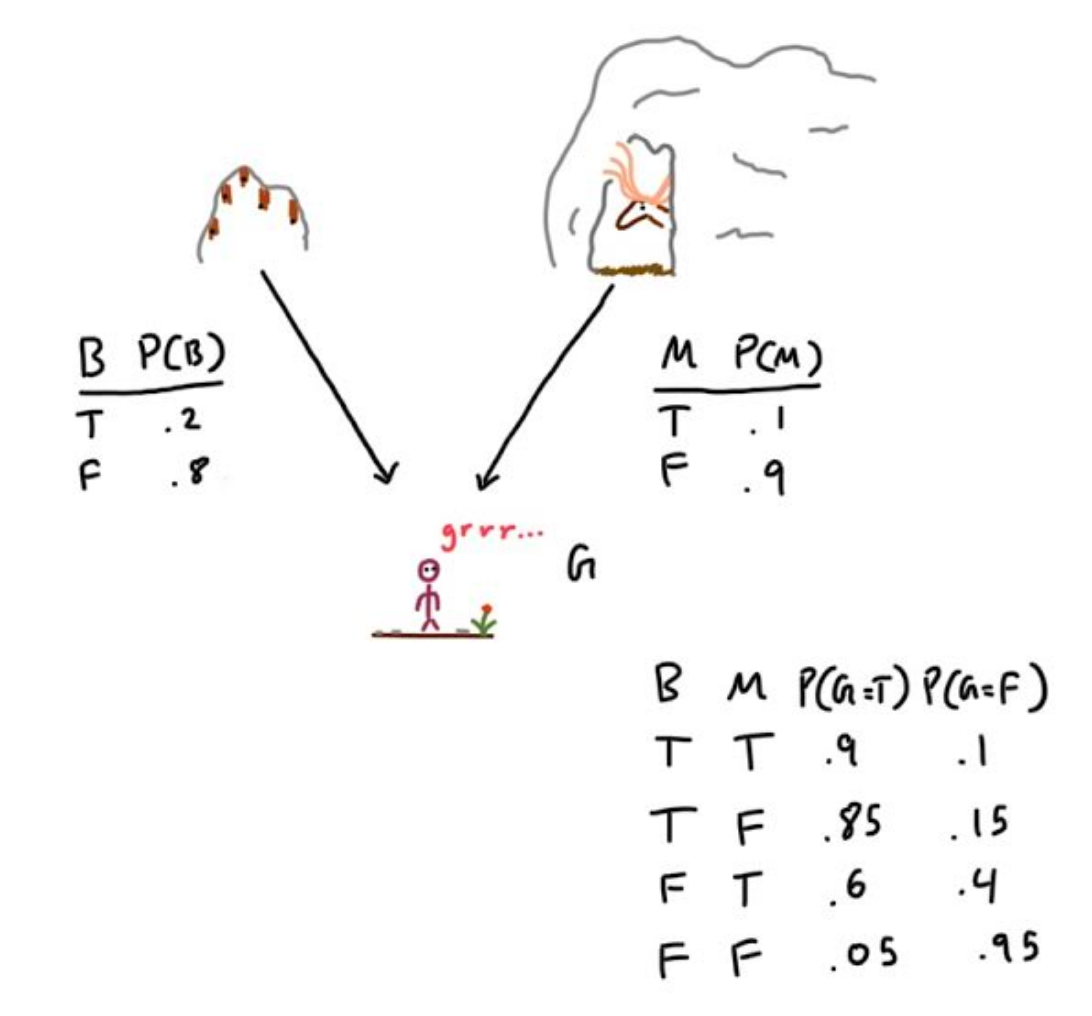 B P(B)
T .2
F .8
M P(M)
T .1
F .9
grrr...
G
B M P(G=T) P(G=F)
T T .9 .1
T F .85 .15
F T .6 .4
F F .05 .95